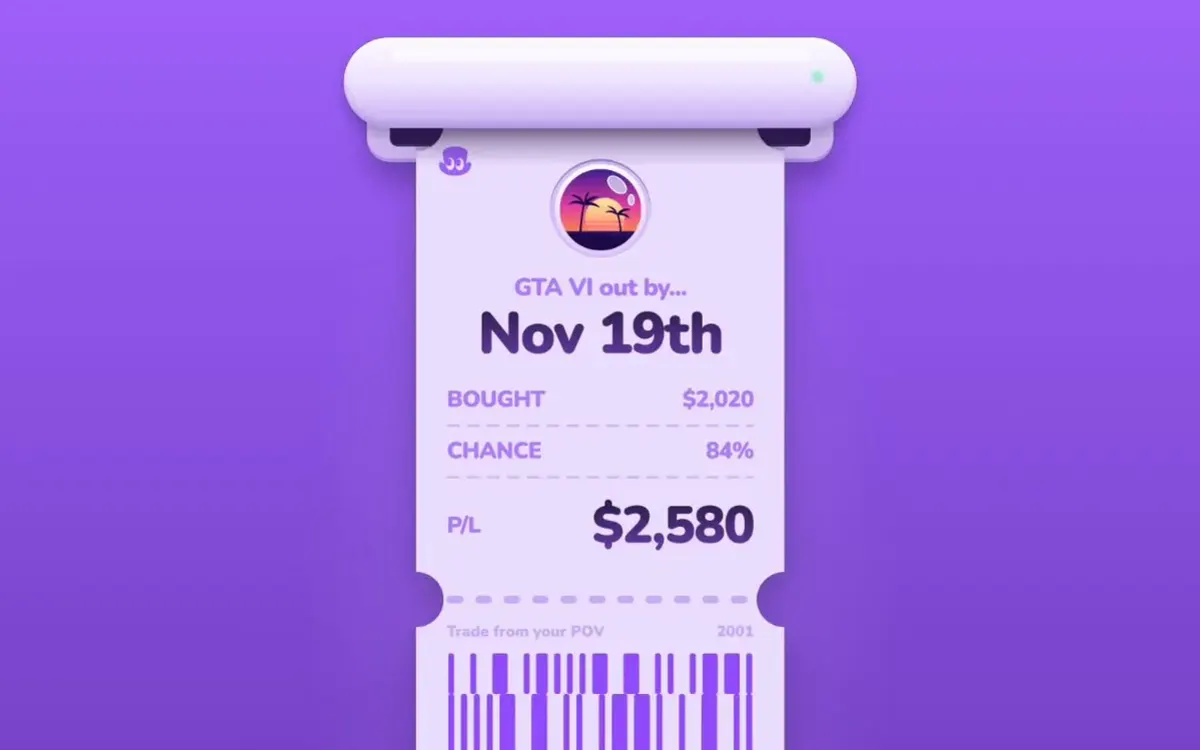 GTA VI out by...
Nov 19th
BOUGHT $2,020
CHANCE 84%
P/L $2,580
Trade from your POV 2001